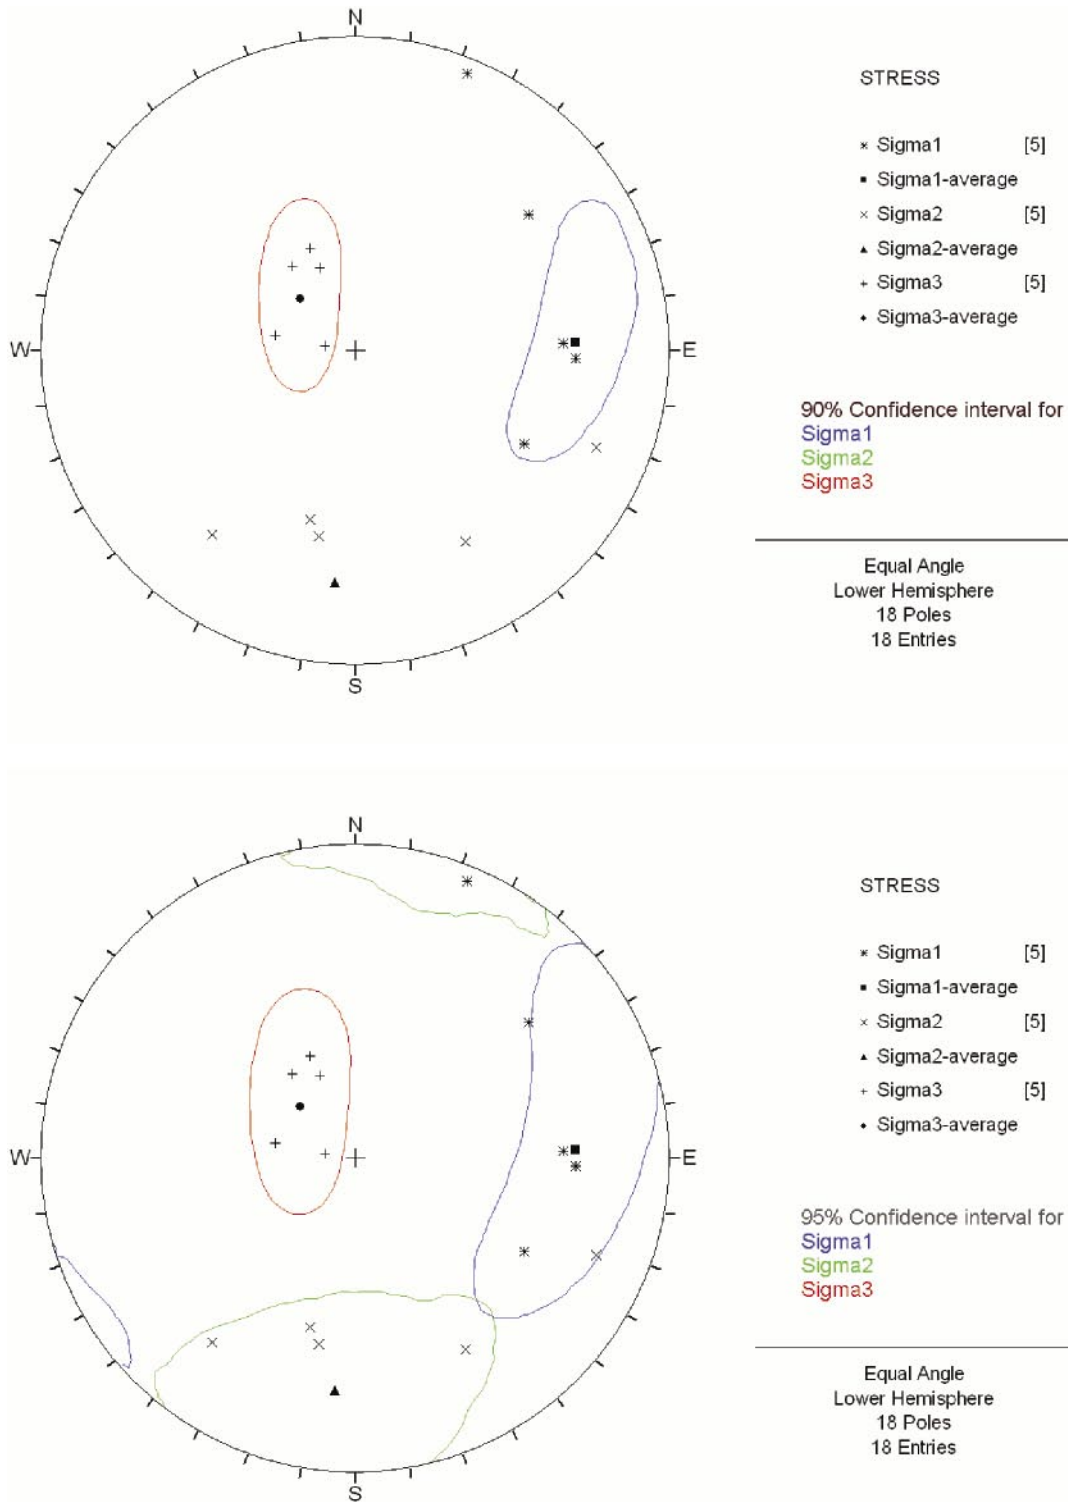 N
W
E
S
STRESS
Sigma1 [5]
Sigma1-average
Sigma2 [5]
Sigma2-average
Sigma3 [5]
Sigma3-average
90% Confidence interval for
Sigma1
Sigma2
Sigma3
Equal Angle
Lower Hemisphere
18 Poles
18 Entries
N
W
E
S
STRESS
Sigma1 [5]
Sigma1-average
Sigma2 [5]
Sigma2-average
Sigma3 [5]
Sigma3-average
95% Confidence interval for
Sigma1
Sigma2
Sigma3
Equal Angle
Lower Hemisphere
18 Poles
18 Entries